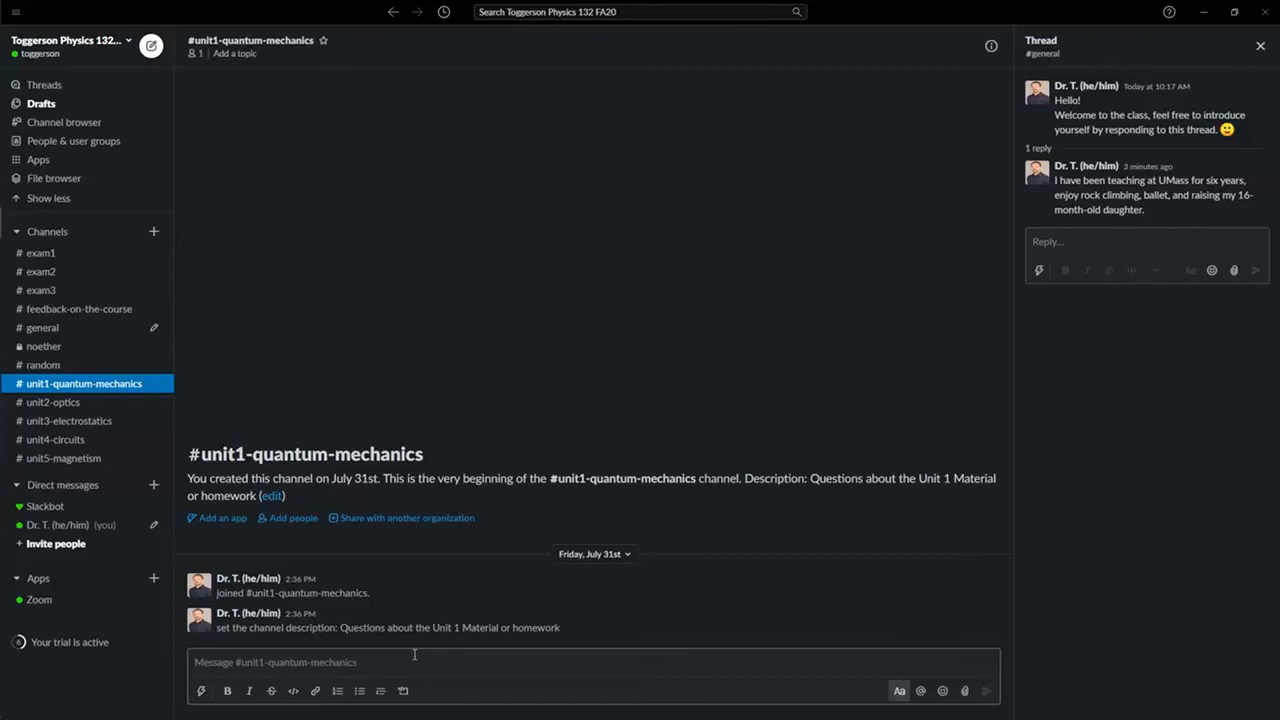 Search Toggerson Physics 132 FA20
Toggerson Physics 132...
toggerson
Threads
Drafts
Channel browser
People & user groups
Apps
File browser
Show less
Channels
# exam1
# exam2
# exam3
# feedback-on-the-course
# general
noether
# random
# unit1-quantum-mechanics
# unit2-optics
# unit3-electrostatics
# unit4-circuits
# unit5-magnetism
Direct messages
Slackbot
Dr. T. (he/him) (you)
+ Invite people
Apps
Zoom
6 Your trial is active
#unit1-quantum-mechanics
1 | Add a topic
#unit1-quantum-mechanics
You created this channel on July 31st. This is the very beginning of the #unit1-quantum-mechanics channel. Description: Questions about the Unit 1 Material
or homework (edit)
Add an app Add people Share with another organization
Friday, July 31st
Dr. T. (he/him) 2:36 PM
joined #unit1-quantum-mechanics.
Dr. T. (he/him) 2:36 PM
set the channel description: Questions about the Unit 1 Material or homework
Message #unit1-quantum-mechanics
B I S Aa @
Thread
#general
Dr. T. (he/him) Today at 10:17 AM
Hello!
Welcome to the class, feel free to introduce
yourself by responding to this thread. 🙂
1 reply
Dr. T. (he/him) 3 minutes ago
I have been teaching at UMass for six years,
enjoy rock climbing, ballet, and raising my 16-
month-old daughter.
Reply...